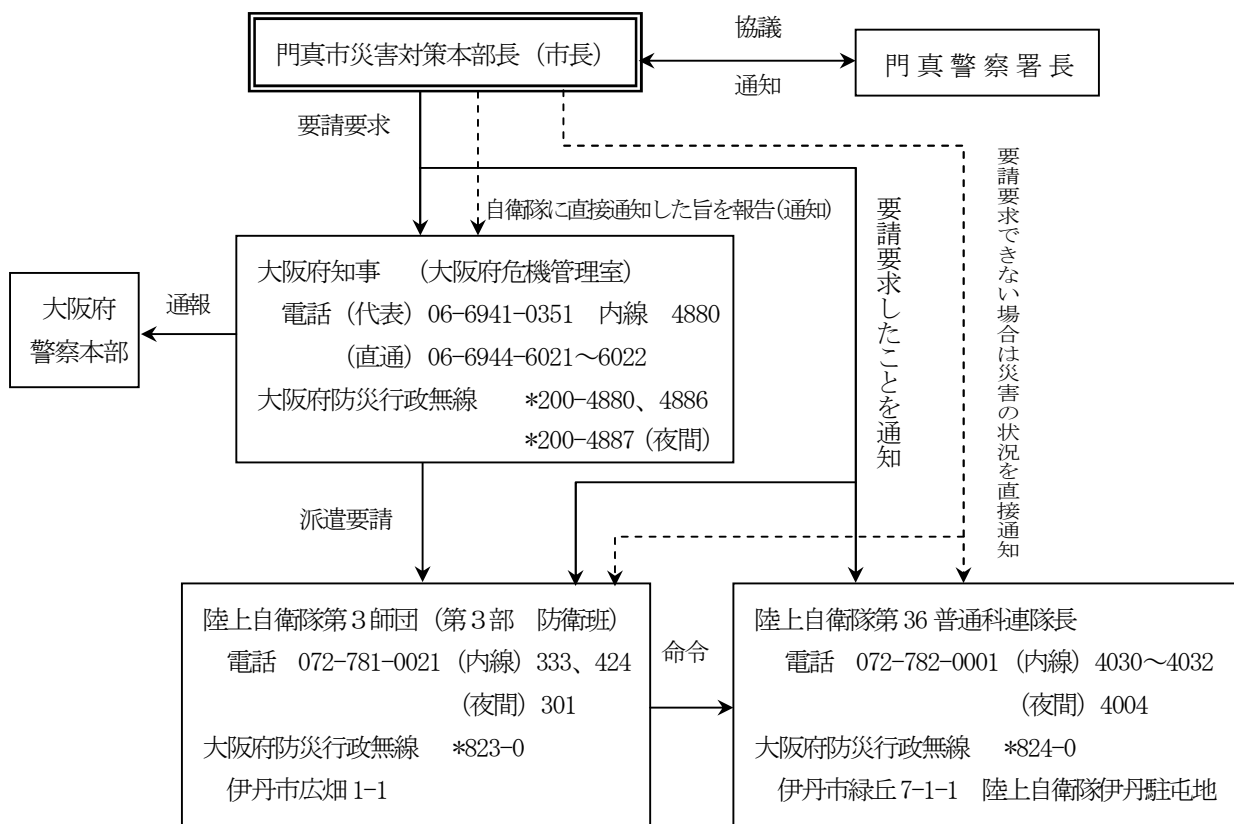 門真市災害対策本部長（市長）
協議
通知
門真警察署長
要請要求
自衛隊に直接通知した旨を報告(通知)
要請要求したことを通知
要請要求できない場合は災害の状況を直接通知
大阪府
警察本部
通報
大阪府知事　（大阪府危機管理室）
電話（代表）06-6941-0351　内線　4880
（直通）06-6944-6021～6022
大阪府防災行政無線　*200-4880、4886
*200-4887（夜間）
派遣要請
陸上自衛隊第３師団（第３部　防衛班）
電話　072-781-0021（内線）333、424
（夜間）301
大阪府防災行政無線　*823-0
伊丹市広畑 1-1
命令
陸上自衛隊第 36 普通科連隊長
電話　072-782-0001（内線）4030～4032
（夜間）4004
大阪府防災行政無線　*824-0
伊丹市緑丘 7-1-1　陸上自衛隊伊丹駐屯地